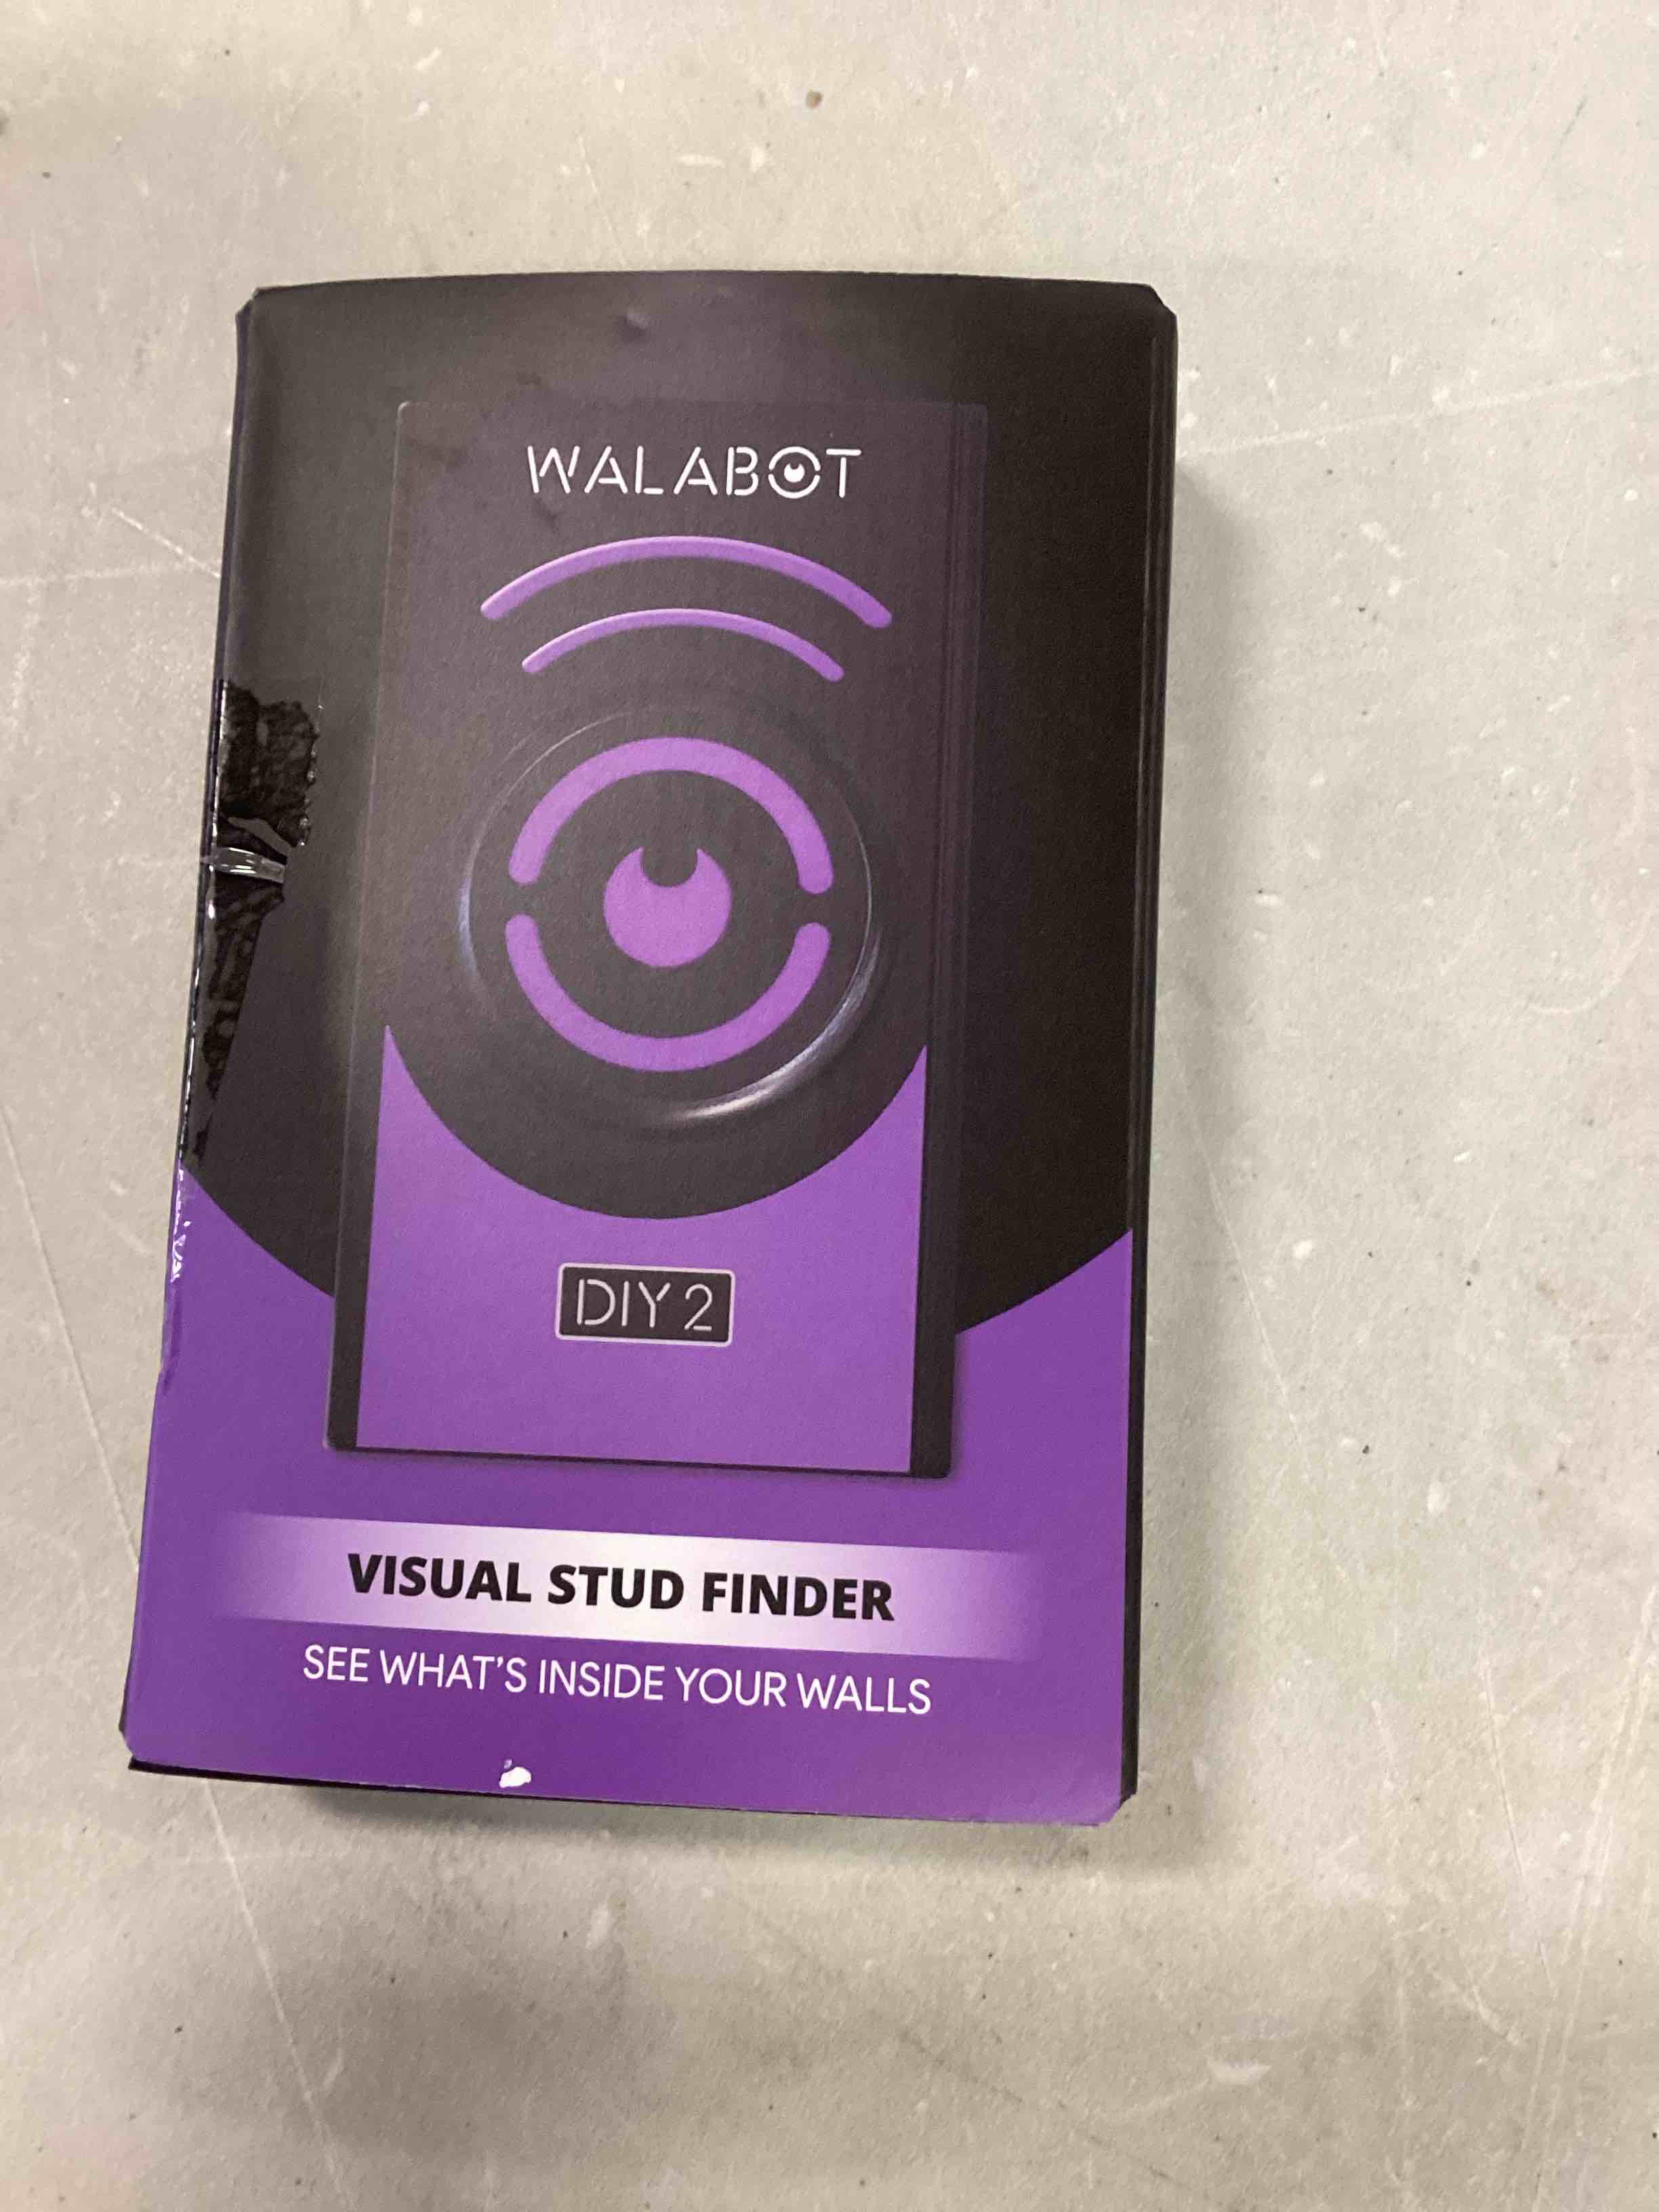 WALABOT
DIY 2
VISUAL STUD FINDER
SEE WHAT'S INSIDE YOUR WALLS